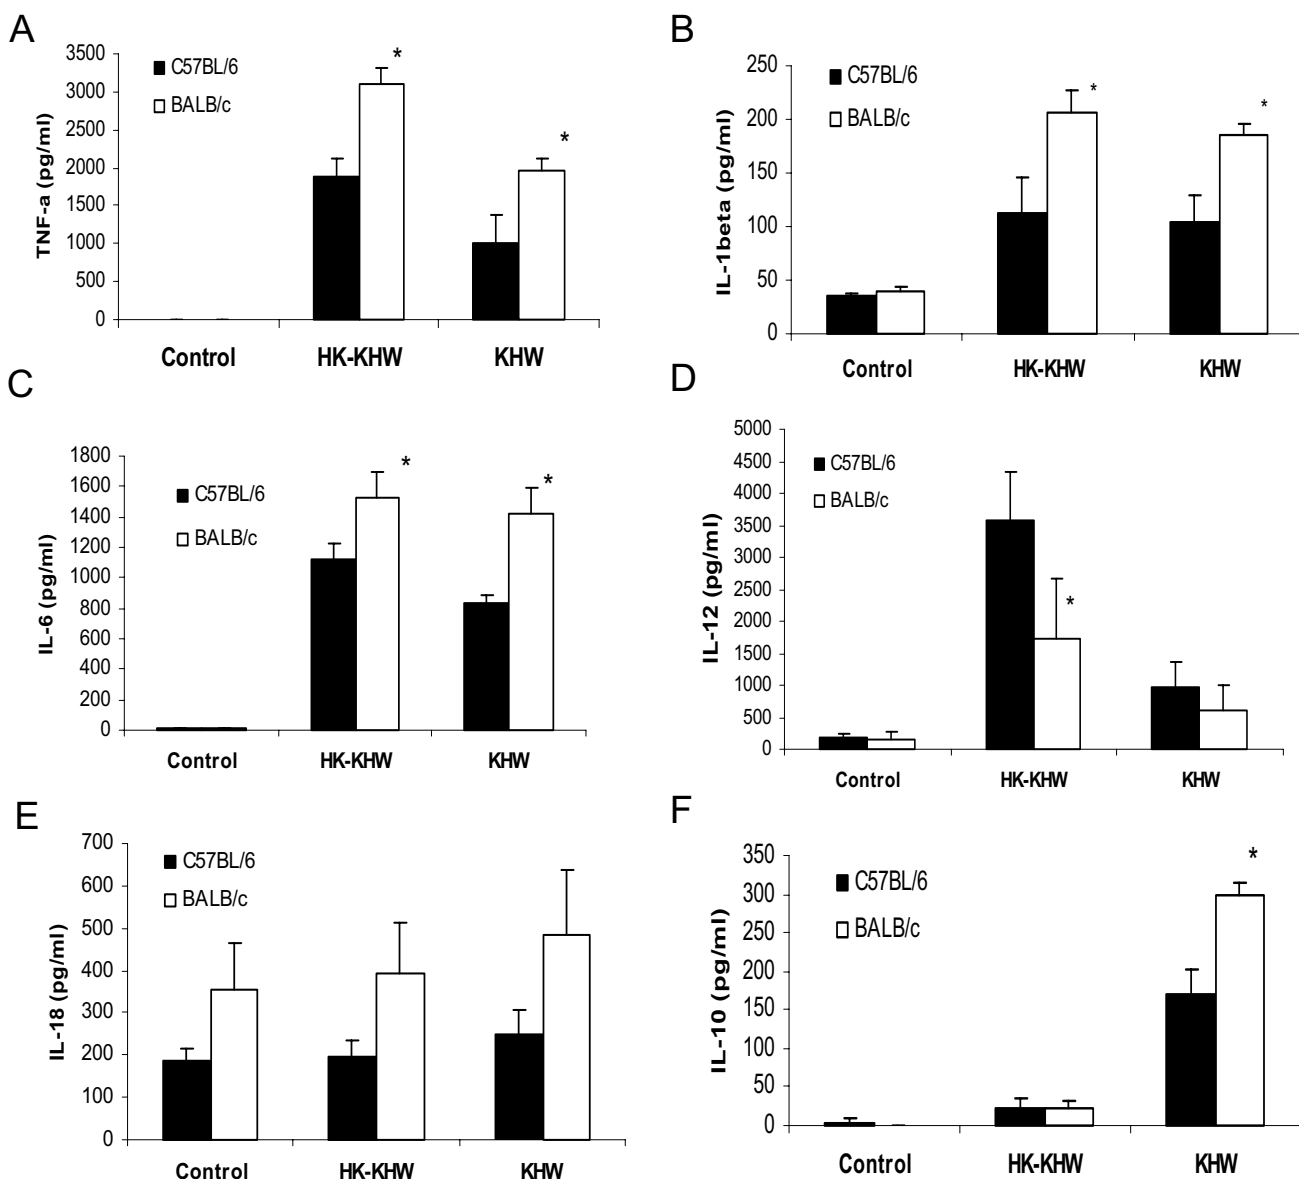 A
TNF-a (pg/ml)
3500
3000
2500
2000
1500
1000
500
0
C57BL/6
BALB/c
*
*
Control HK-KHW KHW
B
IL-1beta (pg/ml)
250
200
150
100
50
0
C57BL/6
BALB/c
*
*
Control HK-KHW KHW
C
IL-6 (pg/ml)
1800
1600
1400
1200
1000
800
600
400
200
0
C57BL/6
BALB/c
*
*
Control HK-KHW KHW
D
IL-12 (pg/ml)
5000
4500
4000
3500
3000
2500
2000
1500
1000
500
0
C57BL/6
BALB/c
*
Control HK-KHW KHW
E
IL-18 (pg/ml)
700
600
500
400
300
200
100
0
C57BL/6
BALB/c
Control HK-KHW KHW
F
IL-10 (pg/ml)
350
300
250
200
150
100
50
0
C57BL/6
BALB/c
*
Control HK-KHW KHW